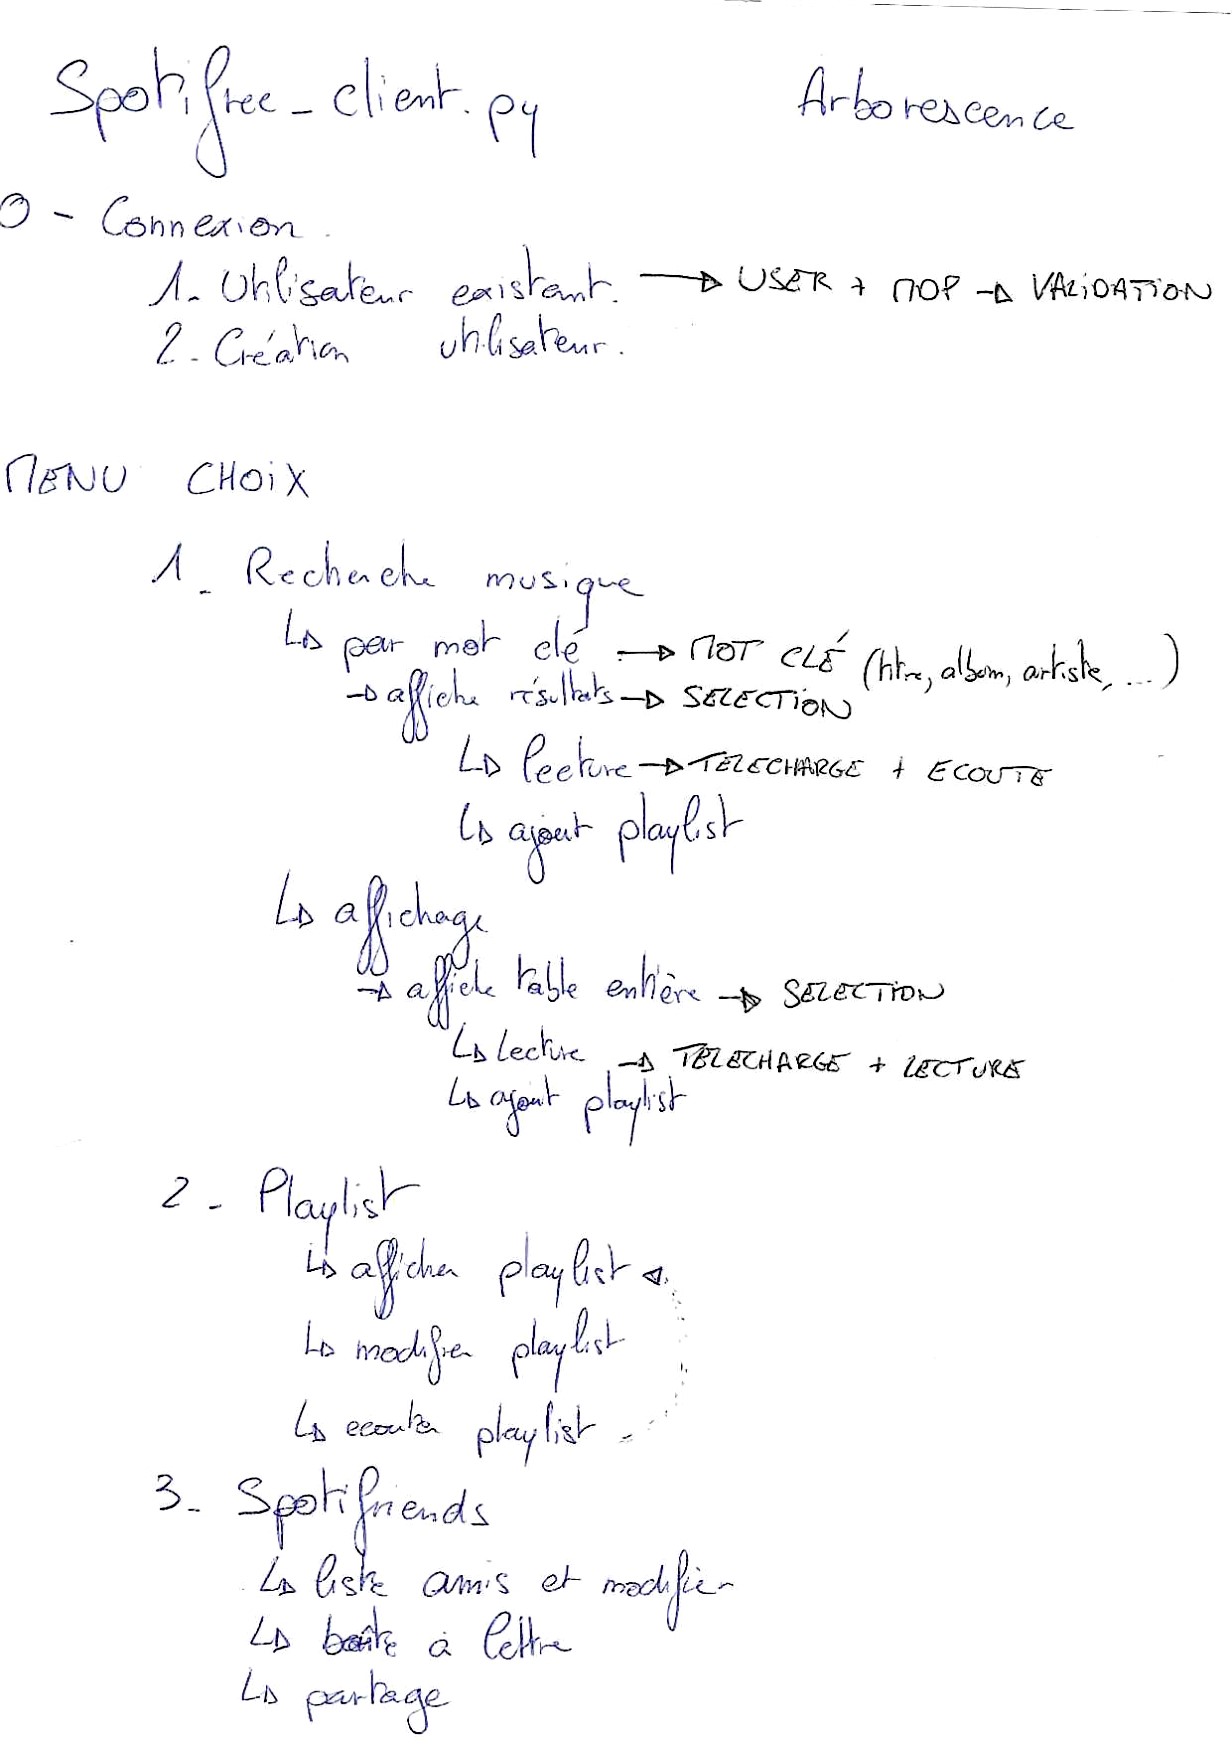 Spotifree_client.py Arborescence
0 - Connexion.
1. Utilisateur existant. → USER + MDP → VALIDATION
2. Création utilisateur.
MENU CHOIX
1_ Recherche musique
↳ par mot clé → MOT CLÉ (titre, album, artiste, ...)
→ affiche résultats → SELECTION
↳ lecture → TELECHARGE + ECOUTE
↳ ajout playlist
↳ affichage
→ affiche table entière → SELECTION
↳ lecture → TELECHARGE + LECTURE
↳ ajout playlist
2 - Playlist
↳ afficher playlist
↳ modifier playlist
↳ ecouter playlist
3 - Spotifriends
↳ liste amis et modifier
↳ boîte à lettre
↳ partage